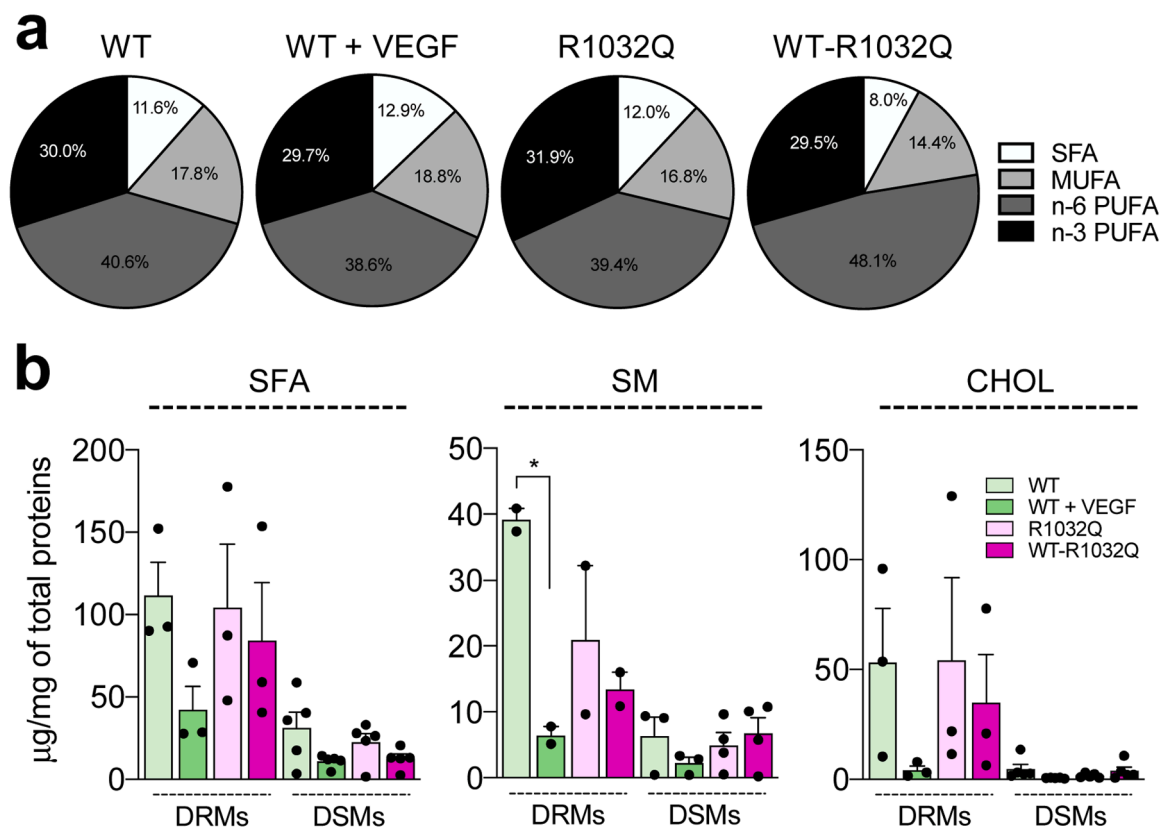 a
WT
WT + VEGF
R1032Q
WT-R1032Q
11.6%
17.8%
40.6%
30.0%
12.9%
18.8%
38.6%
29.7%
12.0%
16.8%
39.4%
31.9%
8.0%
14.4%
48.1%
29.5%
SFA
MUFA
n-6 PUFA
n-3 PUFA
b
SFA
SM
CHOL
µg/mg of total proteins
200
150
100
50
0
DRMs
DSMs
50
40
30
20
10
0
*
DRMs
DSMs
150
100
50
0
WT
WT + VEGF
R1032Q
WT-R1032Q
DRMs
DSMs